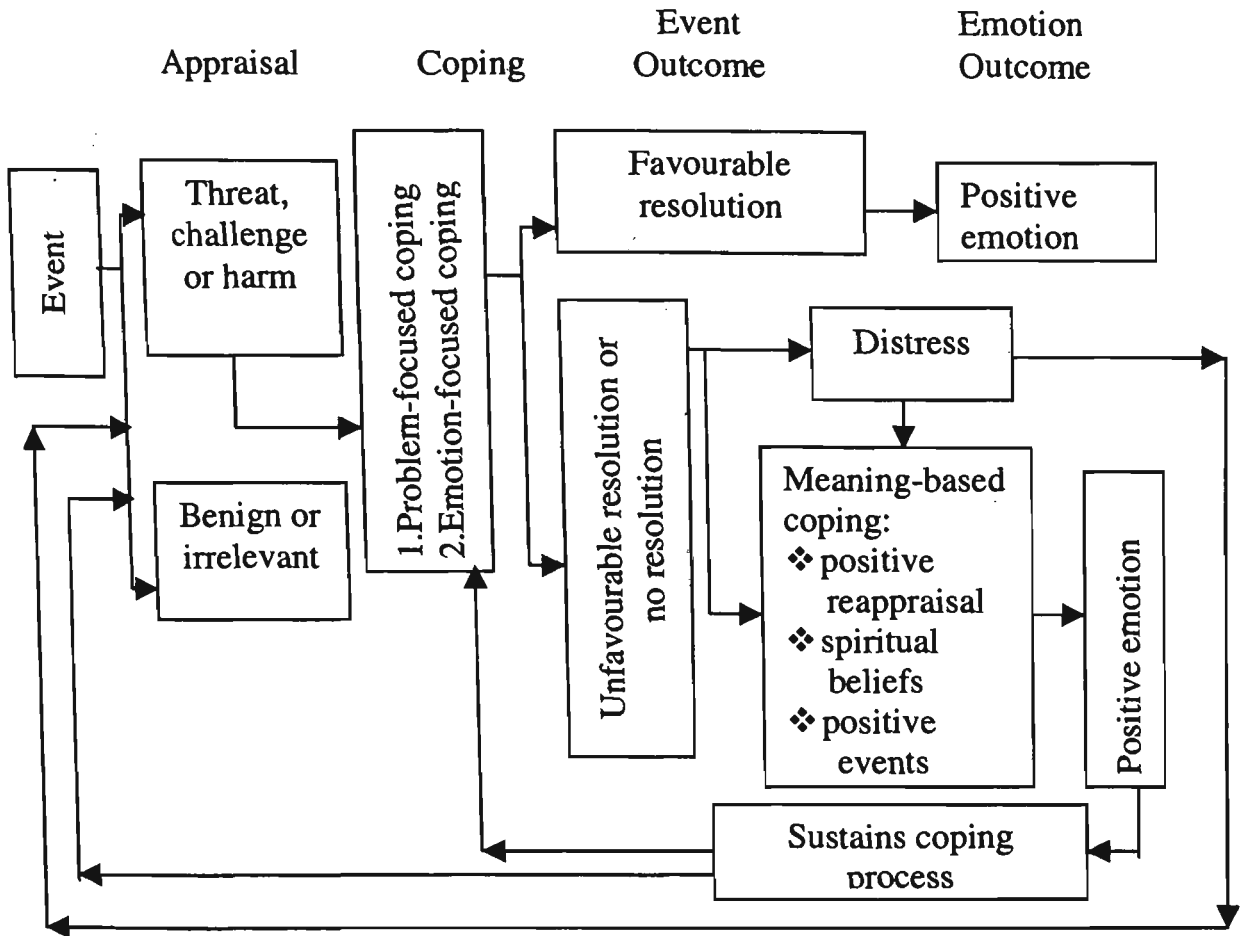 Appraisal
Coping
Event
Outcome
Emotion
Outcome
Event
Threat,
challenge
or harm
Benign or
irrelevant
1.Problem-focused coping
2.Emotion-focused coping
Favourable
resolution
Positive
emotion
Unfavourable resolution or
no resolution
Distress
Meaning-based
coping:
❖ positive
reappraisal
❖ spiritual
beliefs
❖ positive
events
Positive emotion
Sustains coping
process